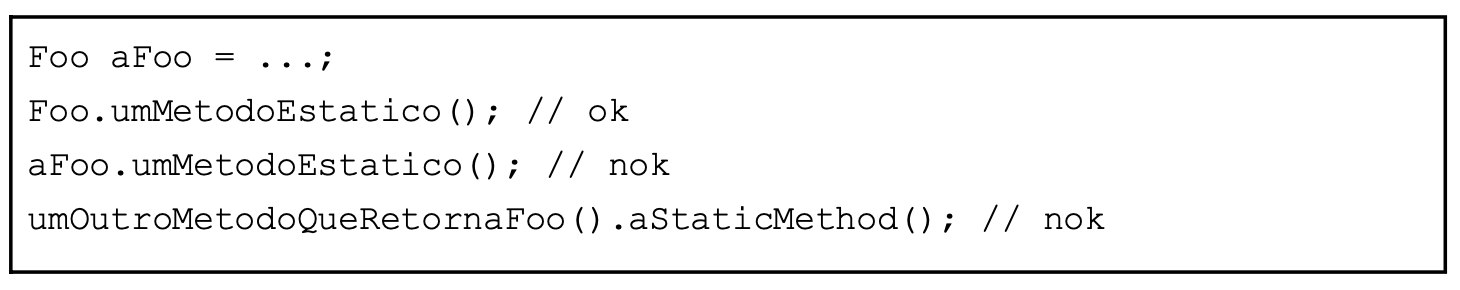 Foo aFoo = ...;
Foo.umMetodoEstatico(); // ok
aFoo.umMetodoEstatico(); // nok
umOutroMetodoQueRetornaFoo().aStaticMethod(); // nok